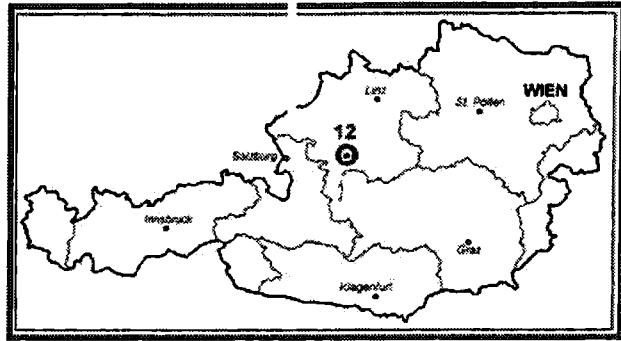 Linz
WIEN
St. Pölten
12
Salzburg
Innsbruck
Graz
Klagenfurt